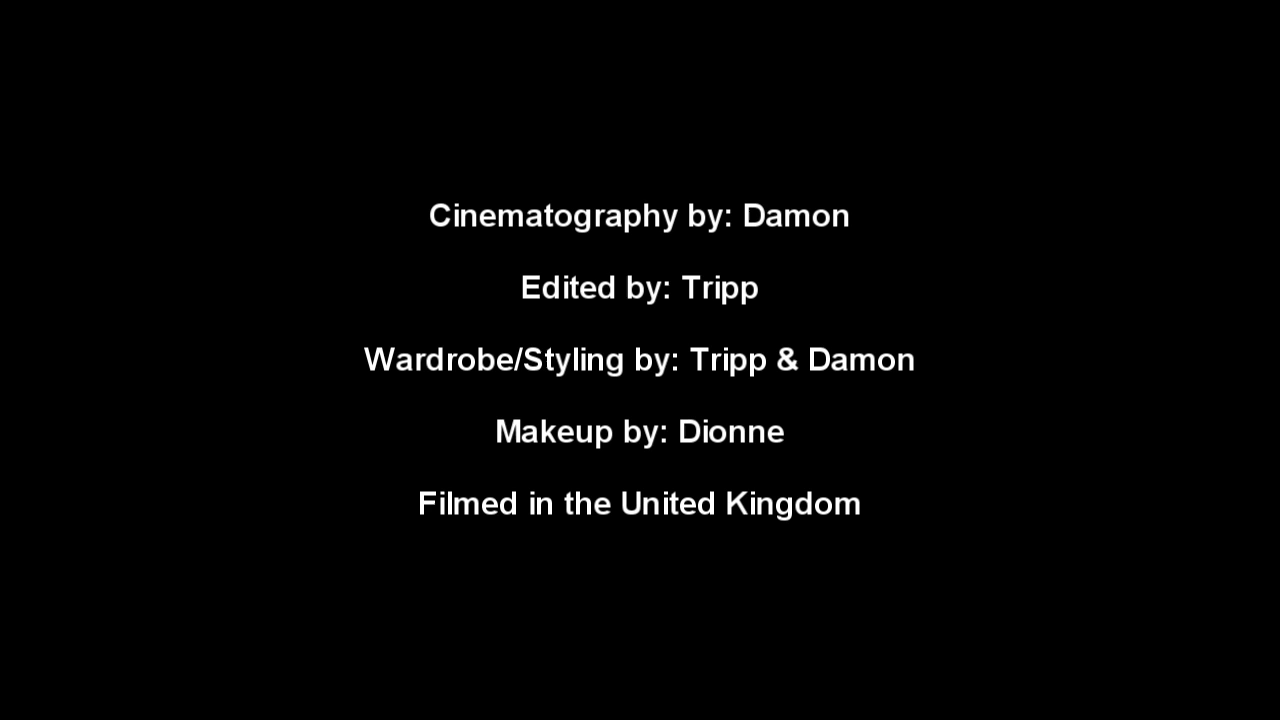 Cinematography by: Damon
Edited by: Tripp
Wardrobe/Styling by: Tripp & Damon
Makeup by: Dionne
Filmed in the United Kingdom